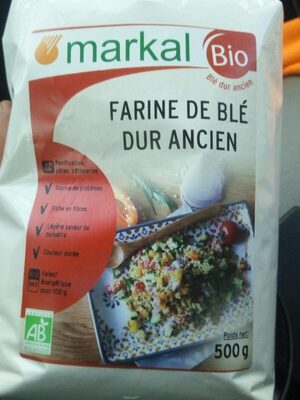 markal
Bio
Blé dur ancien
FARINE DE BLÉ
DUR ANCIEN
Panification,
pâtes, pâtisseries
Source de protéines
Riche en fibres
Légère saveur de
noisette
Couleur dorée
Valeur
énergétique
pour 100 g
AB
Poids net:
500g